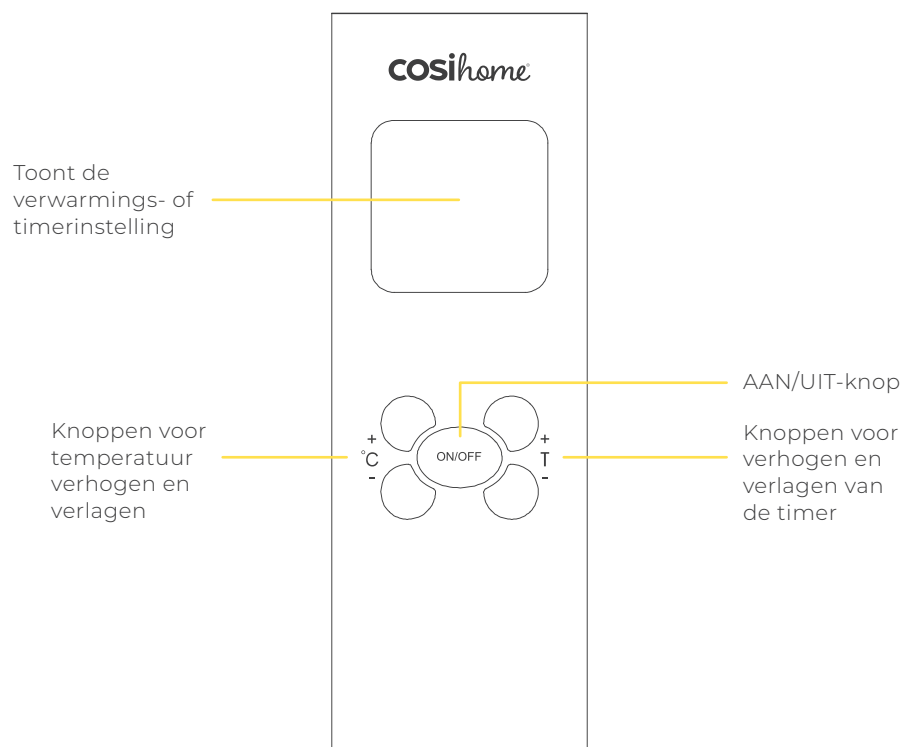 cosihome
Toont de
verwarmings- of
timerinstelling
AAN/UIT-knop
Knoppen voor
temperatuur
verhogen en
verlagen
+
°C
-
ON/OFF
+
T
-
Knoppen voor
verhogen en
verlagen van
de timer